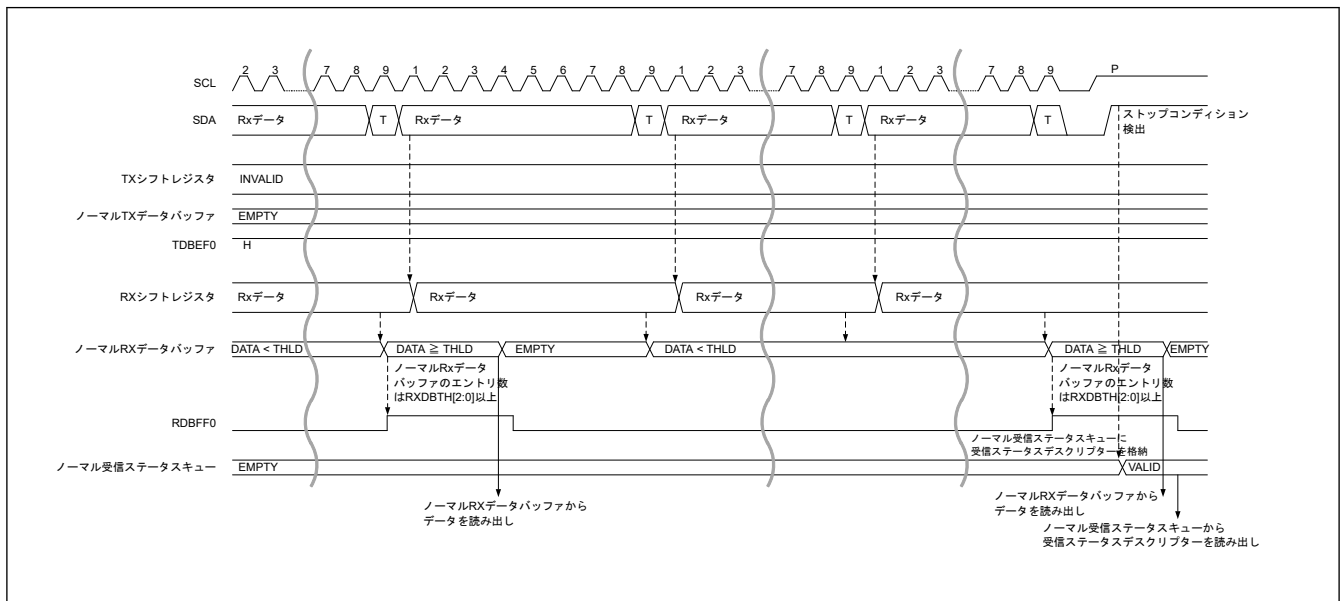 SCL 2 3 7 8 9 1 2 3 4 5 6 7 8 9 1 2 3 7 8 9 1 2 3 7 8 9 P
SDA Rxデータ T Rxデータ T Rxデータ T Rxデータ T
ストップコンディション
検出
TXシフトレジスタ INVALID
ノーマルTXデータバッファ EMPTY
TDBEF0 H
RXシフトレジスタ Rxデータ Rxデータ Rxデータ Rxデータ
ノーマルRXデータバッファ DATA < THLD DATA ≧ THLD EMPTY DATA < THLD DATA ≧ THLD EMPTY
ノーマルRxデータ
バッファのエントリ数
はRXDBTH[2:0]以上
ノーマルRxデータ
バッファのエントリ数
はRXDBTH[2:0]以上
RDBFF0
ノーマル受信ステータスキューに
受信ステータスデスクリプターを格納
ノーマル受信ステータスキュー EMPTY VALID
ノーマルRXデータバッファから
データを読み出し
ノーマルRXデータバッファから
データを読み出し
ノーマル受信ステータスキューから
受信ステータスデスクリプターを読み出し